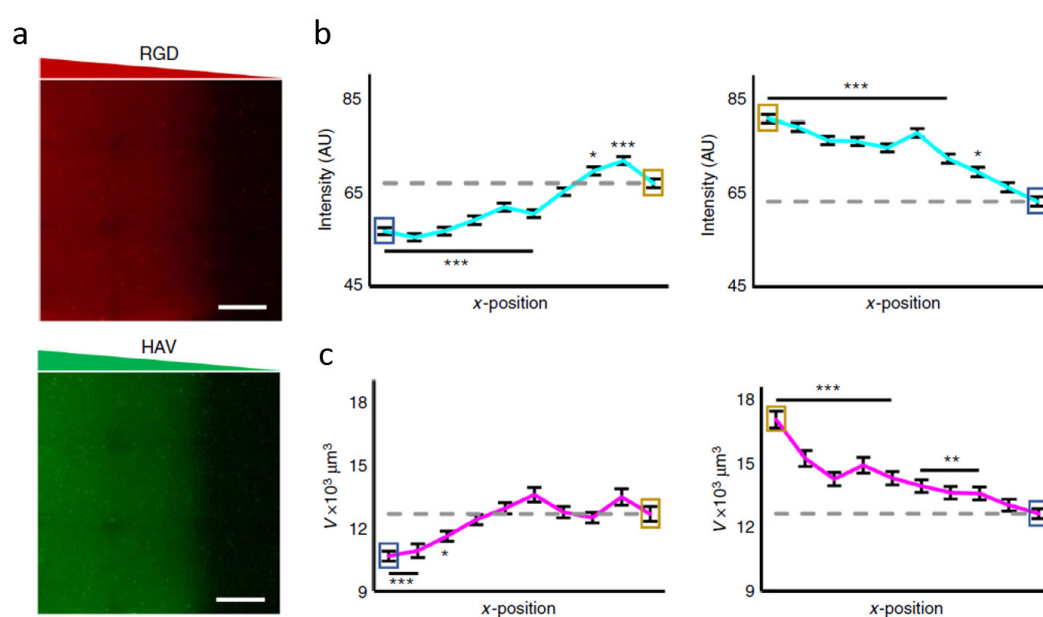 a
RGD
HAV
b
85
65
45
Intensity (AU)
***
*
***
x-position
85
65
45
Intensity (AU)
***
*
x-position
c
18
15
12
9
V ×10³ μm³
***
*
x-position
18
15
12
9
V ×10³ μm³
***
**
x-position